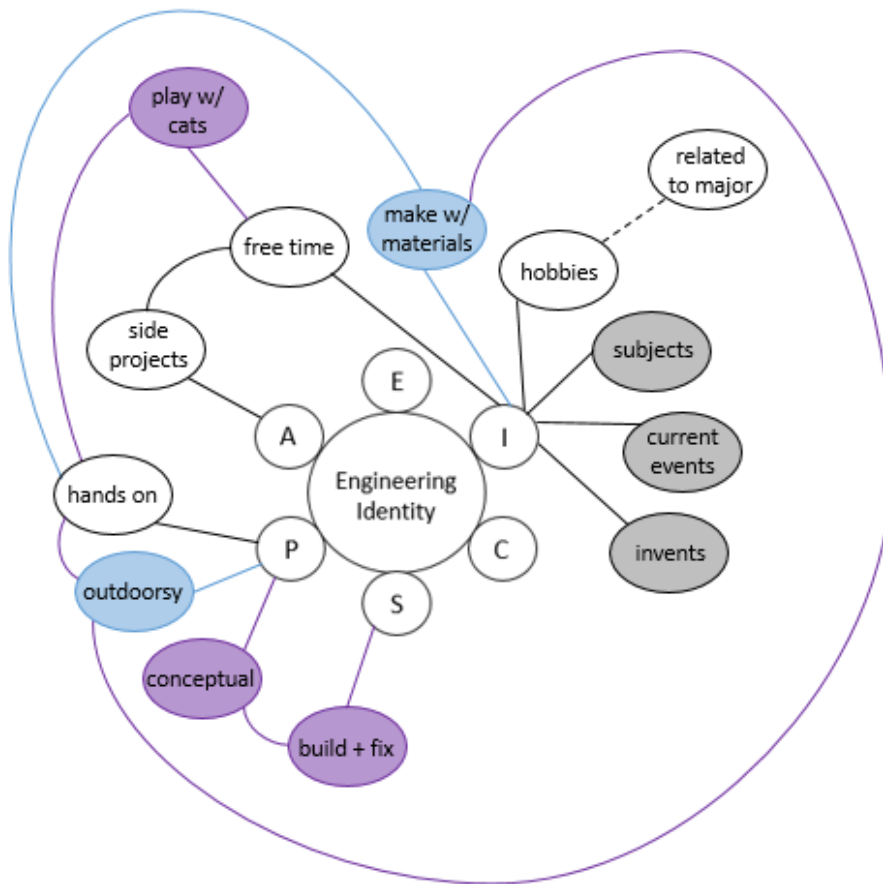 play w/
cats
related
to major
make w/
materials
free time
hobbies
side
projects
subjects
E
A
I
current
events
Engineering
Identity
hands on
P
C
invents
outdoorsy
S
conceptual
build + fix